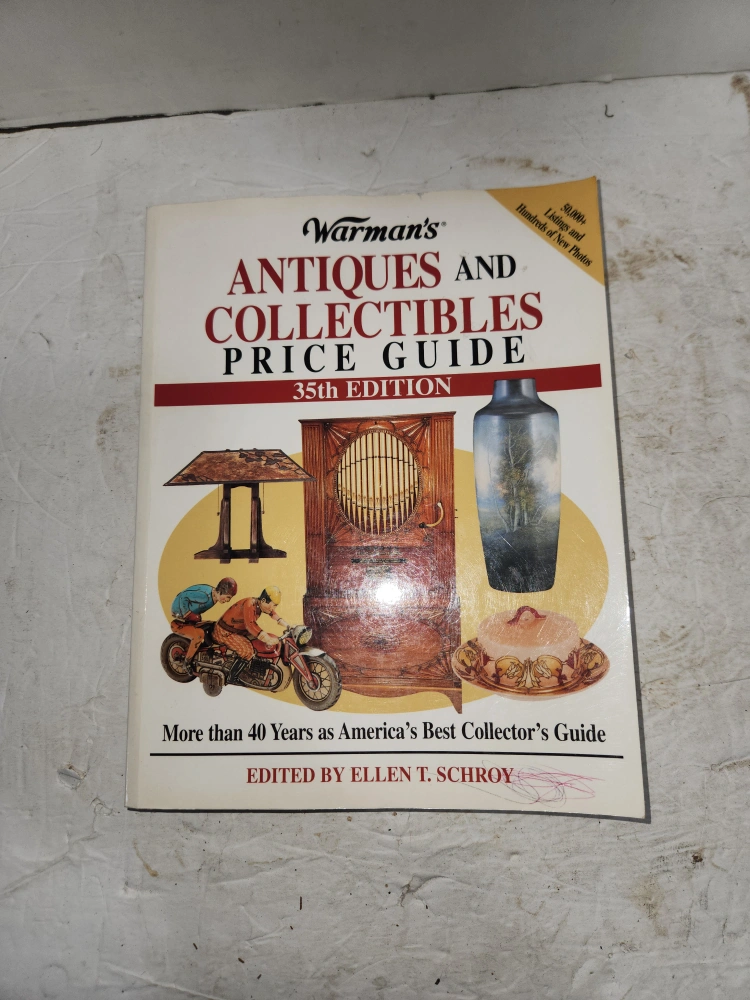 Warman's®
50,000+
Listings and
Hundreds of New Photos
ANTIQUES AND
COLLECTIBLES
PRICE GUIDE
35th EDITION
More than 40 Years as America's Best Collector's Guide
EDITED BY ELLEN T. SCHROY